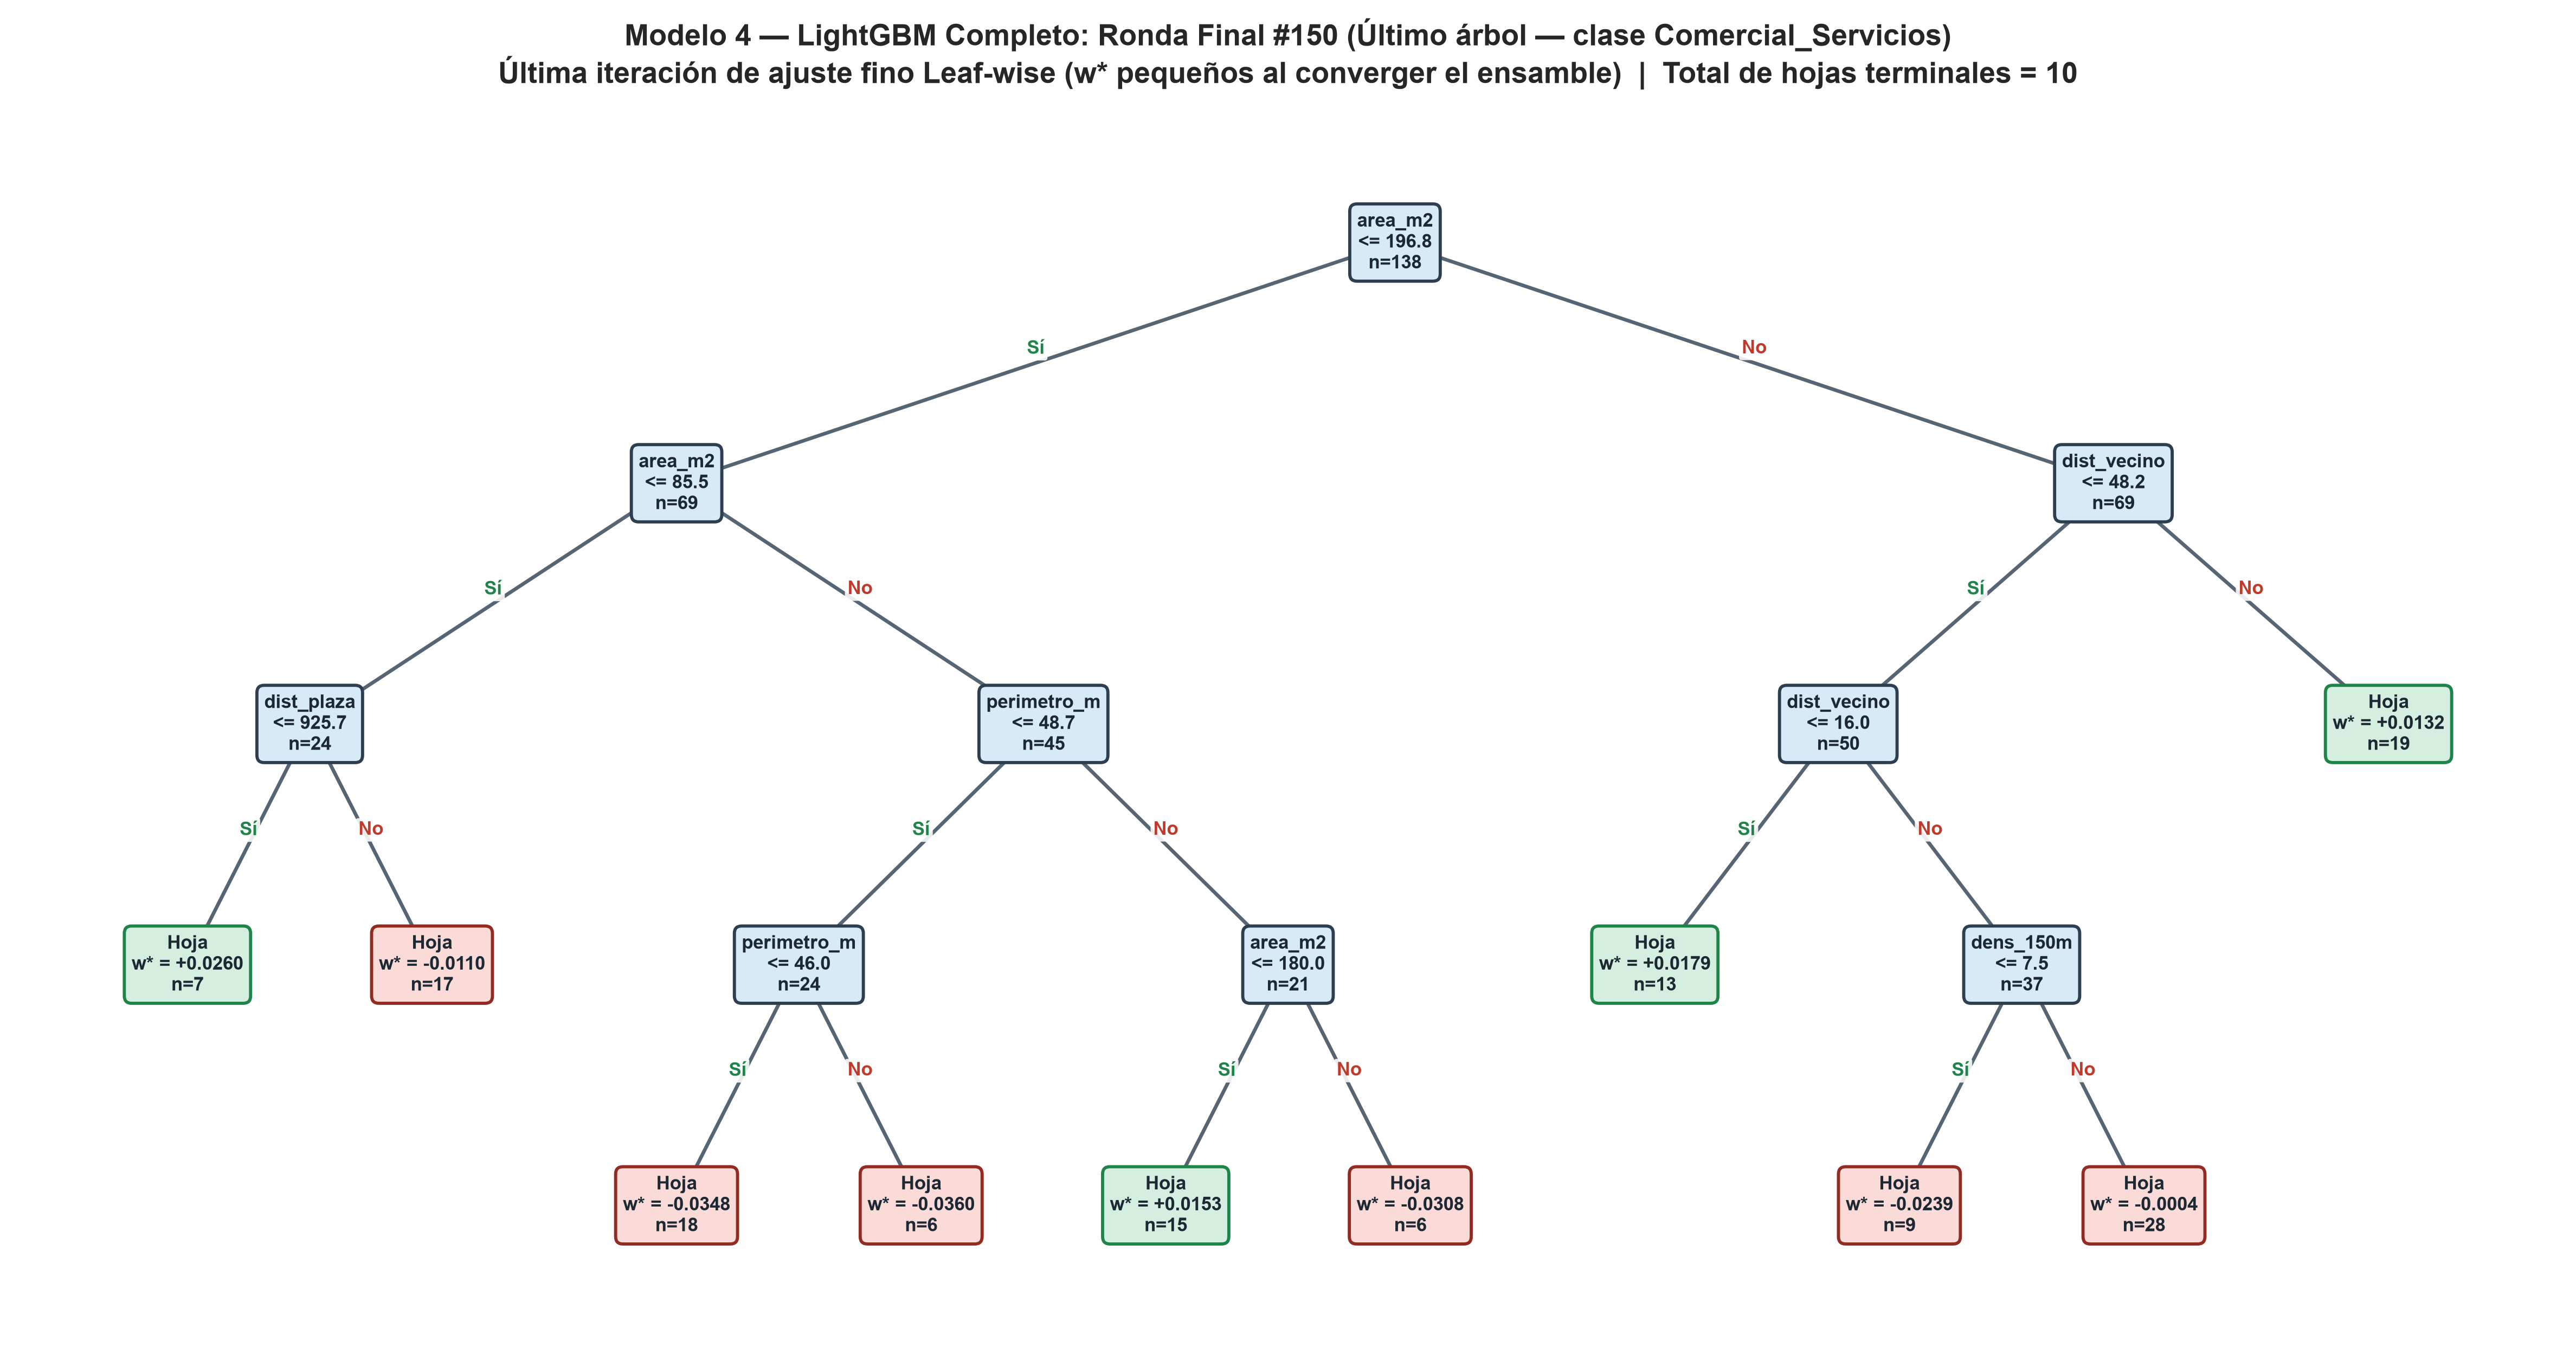 Modelo 4 — LightGBM Completo: Ronda Final #150 (Último árbol — clase Comercial_Servicios)
Última iteración de ajuste fino Leaf-wise (w* pequeños al converger el ensamble) | Total de hojas terminales = 10
area_m2
<= 196.8
n=138
Sí
No
area_m2
<= 85.5
n=69
dist_vecino
<= 48.2
n=69
Sí
No
Sí
No
dist_plaza
<= 925.7
n=24
perimetro_m
<= 48.7
n=45
dist_vecino
<= 16.0
n=50
Hoja
w* = +0.0132
n=19
Sí
No
Sí
No
Sí
No
Hoja
w* = +0.0260
n=7
Hoja
w* = -0.0110
n=17
perimetro_m
<= 46.0
n=24
area_m2
<= 180.0
n=21
Hoja
w* = +0.0179
n=13
dens_150m
<= 7.5
n=37
Sí
No
Sí
No
Sí
No
Hoja
w* = -0.0348
n=18
Hoja
w* = -0.0360
n=6
Hoja
w* = +0.0153
n=15
Hoja
w* = -0.0308
n=6
Hoja
w* = -0.0239
n=9
Hoja
w* = -0.0004
n=28